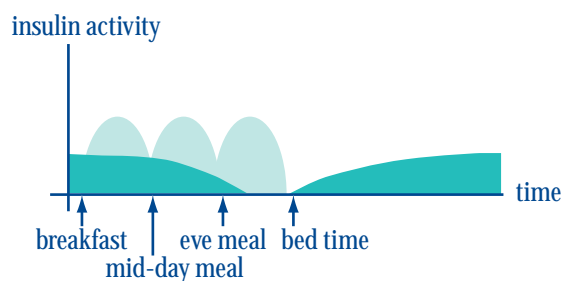 insulin activity
time
breakfast
eve meal
bed time
mid-day meal